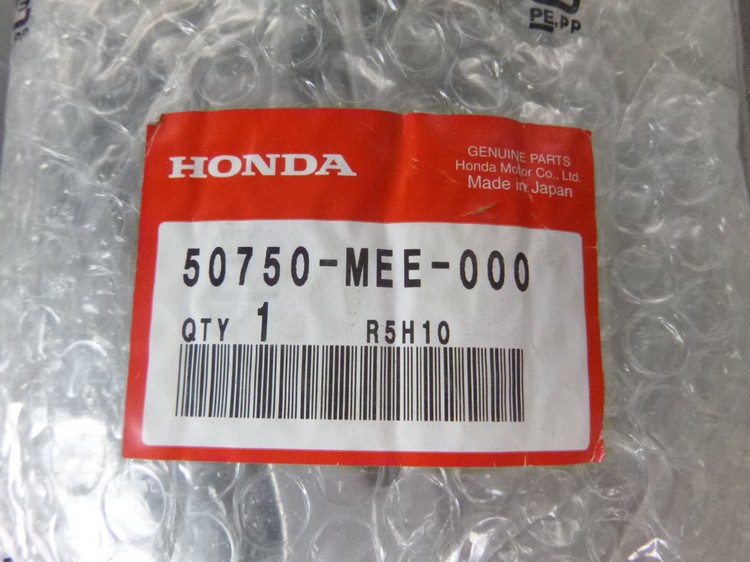 PE,PP
HONDA
GENUINE PARTS
Honda Motor Co., Ltd.
Made in Japan
50750-MEE-000
QTY 1 R5H10